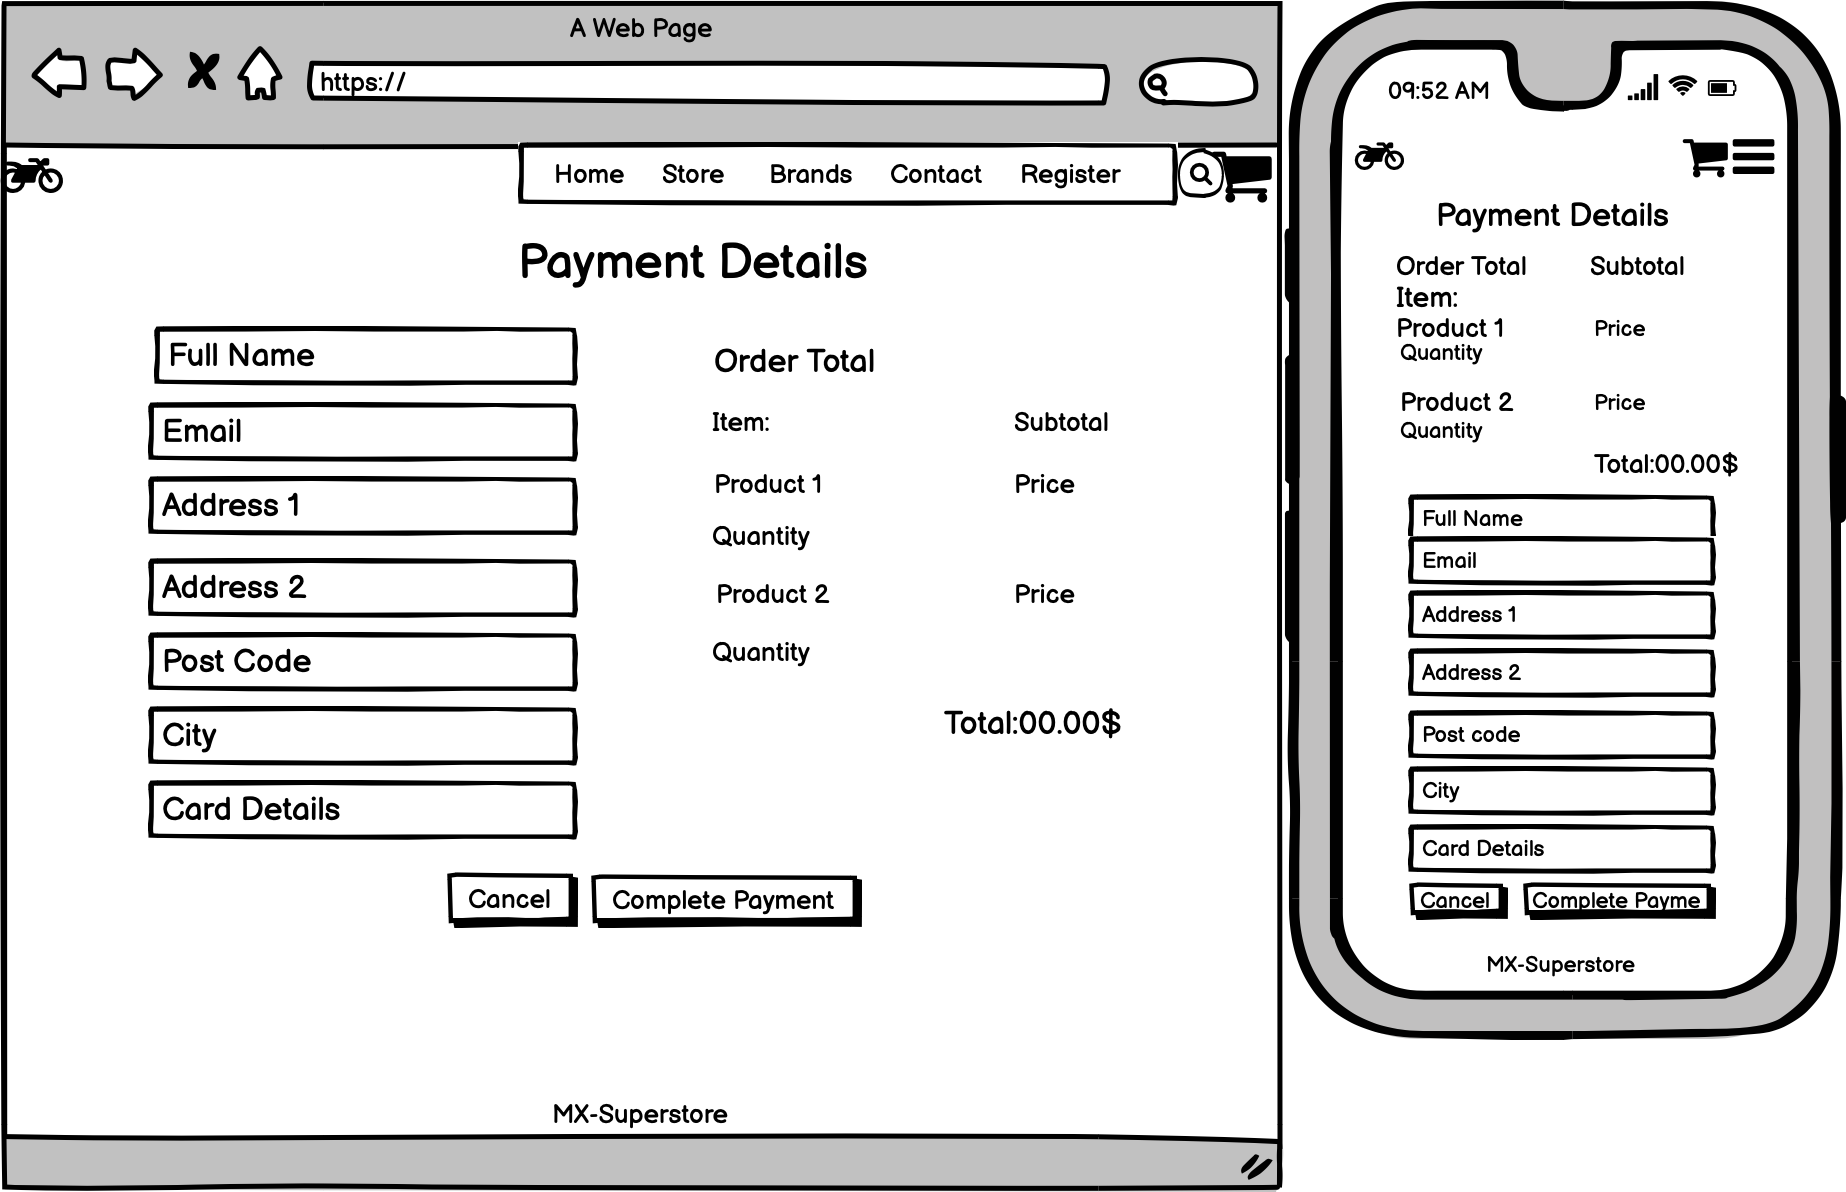 A Web Page
https://
Home Store Brands Contact Register
Payment Details
Full Name
Email
Address 1
Address 2
Post Code
City
Card Details
Order Total
Item: Subtotal
Product 1 Price
Quantity
Product 2 Price
Quantity
Total:00.00$
Cancel Complete Payment
MX-Superstore
09:52 AM
Payment Details
Order Total Subtotal
Item:
Product 1 Price
Quantity
Product 2 Price
Quantity
Total:00.00$
Full Name
Email
Address 1
Address 2
Post code
City
Card Details
Cancel Complete Payme
MX-Superstore